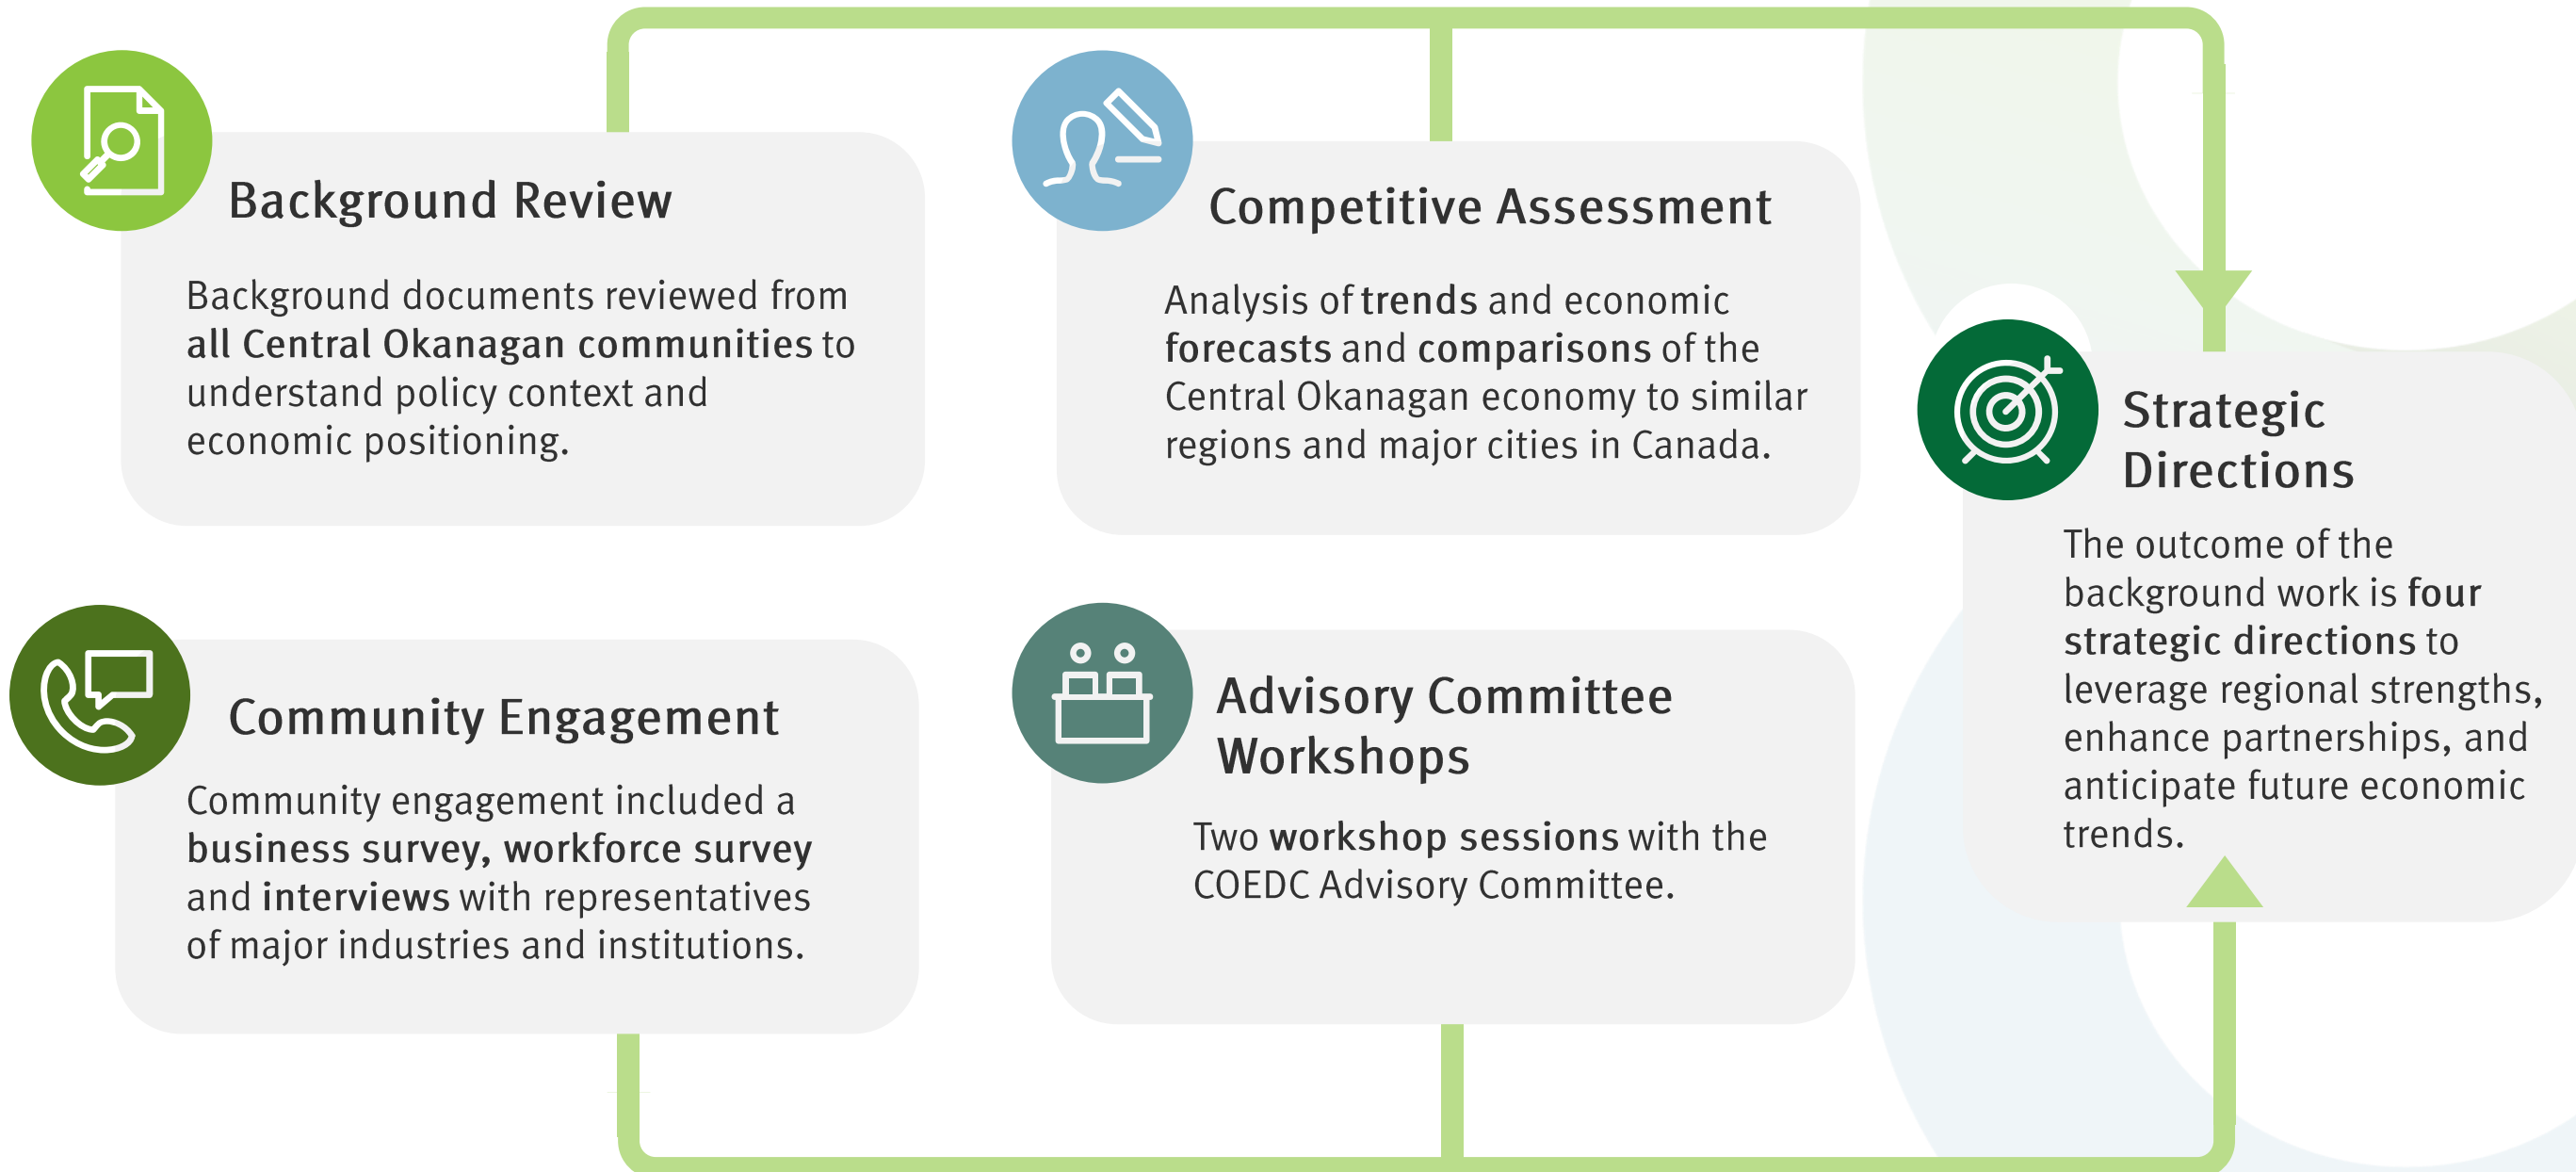 Background Review
Background documents reviewed from
all Central Okanagan communities to
understand policy context and
economic positioning.
Competitive Assessment
Analysis of trends and economic
forecasts and comparisons of the
Central Okanagan economy to similar
regions and major cities in Canada.
Community Engagement
Community engagement included a
business survey, workforce survey
and interviews with representatives
of major industries and institutions.
Advisory Committee
Workshops
Two workshop sessions with the
COEDC Advisory Committee.
Strategic
Directions
The outcome of the
background work is four
strategic directions to
leverage regional strengths,
enhance partnerships, and
anticipate future economic
trends.